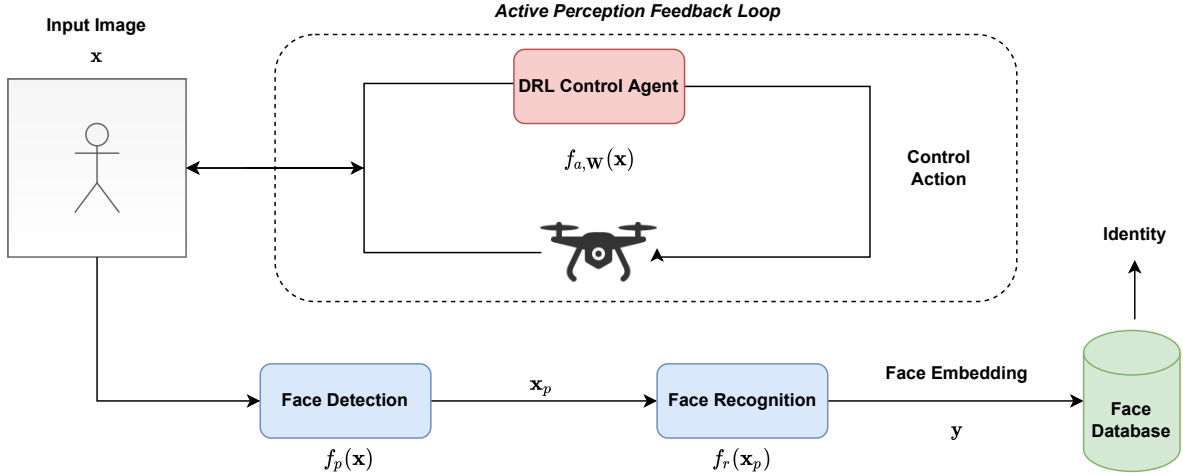 Active Perception Feedback Loop
Input Image
x
DRL Control Agent
f_{a,W}(x)
Control
Action
Identity
Face Detection
f_p(x)
x_p
Face Recognition
f_r(x_p)
Face Embedding
y
Face
Database